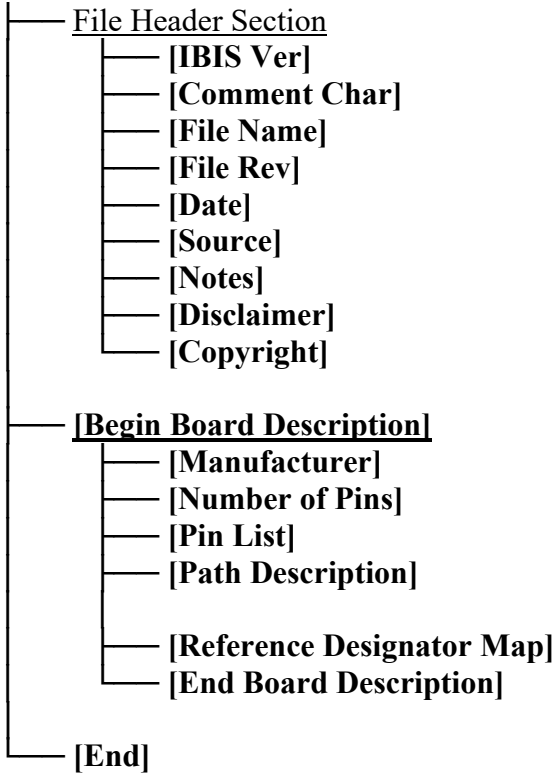 File Header Section
[IBIS Ver]
[Comment Char]
[File Name]
[File Rev]
[Date]
[Source]
[Notes]
[Disclaimer]
[Copyright]
[Begin Board Description]
[Manufacturer]
[Number of Pins]
[Pin List]
[Path Description]
[Reference Designator Map]
[End Board Description]
[End]